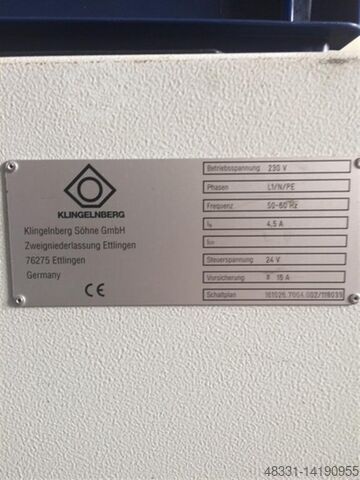 KLINGELNBERG
Klingelnberg Söhne GmbH
Zweigniederlassung Ettlingen
76275 Ettlingen
Germany
CE
Betriebsspannung 230 V
Phasen L1/N/PE
Frequenz 50-60 Hz
4,5 A
Steuerspannung 24 V
Vorsicherung 16 A
Schaltplan
48331-14190955